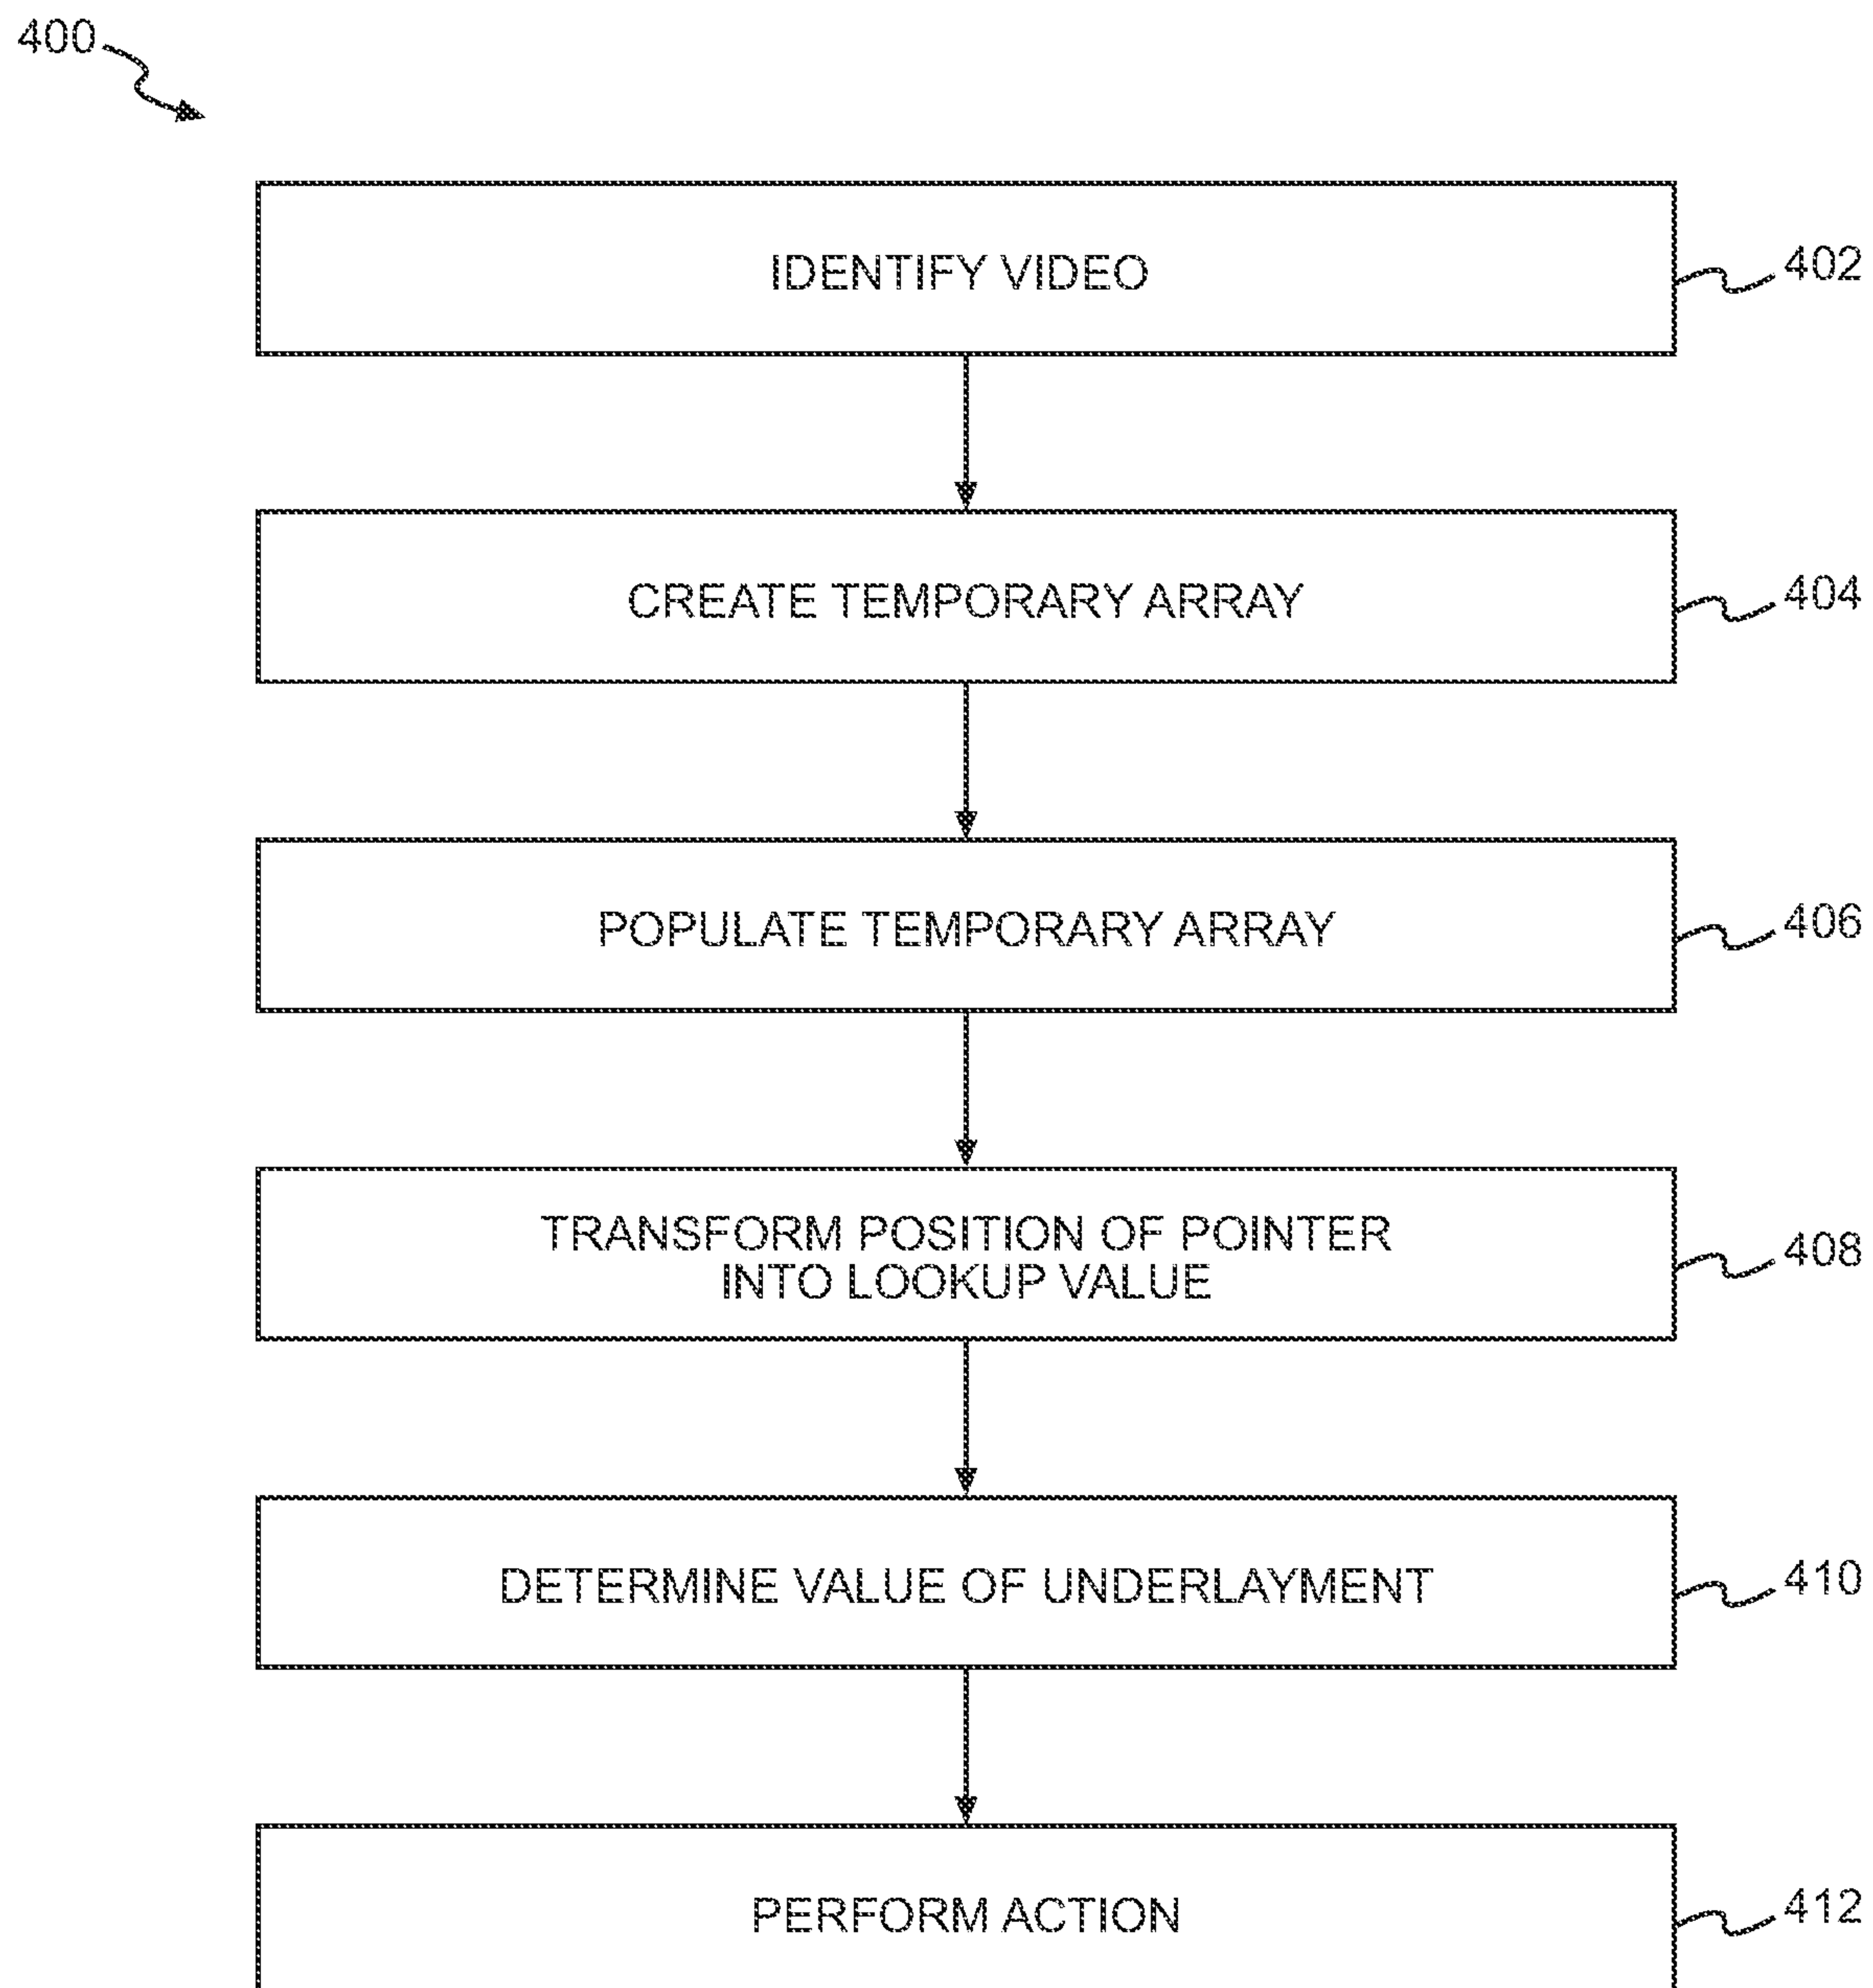 400
IDENTIFY VIDEO
402
CREATE TEMPORARY ARRAY
404
POPULATE TEMPORARY ARRAY
406
TRANSFORM POSITION OF POINTER
INTO LOOKUP VALUE
408
DETERMINE VALUE OF UNDERLAYMENT
410
PERFORM ACTION
412